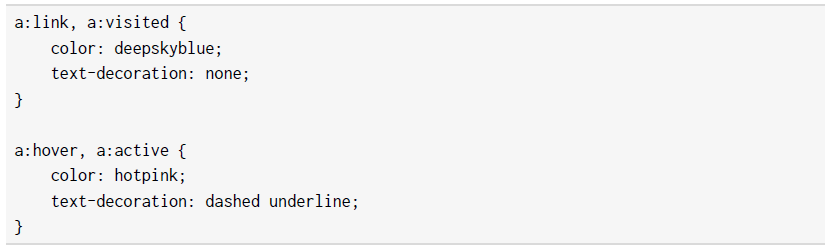 a:link, a:visited {
    color: deepskyblue;
    text-decoration: none;
}

a:hover, a:active {
    color: hotpink;
    text-decoration: dashed underline;
}